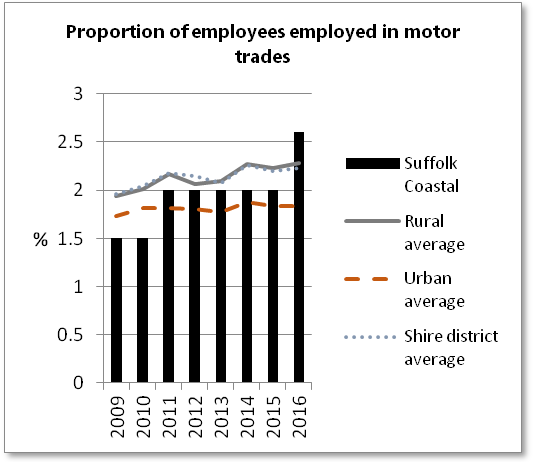 Proportion of employees employed in motor
trades
3
2.5
2
1.5
1
0.5
0
%
2009
2010
2011
2012
2013
2014
2015
2016
Suffolk
Coastal
Rural
average
Urban
average
Shire district
average